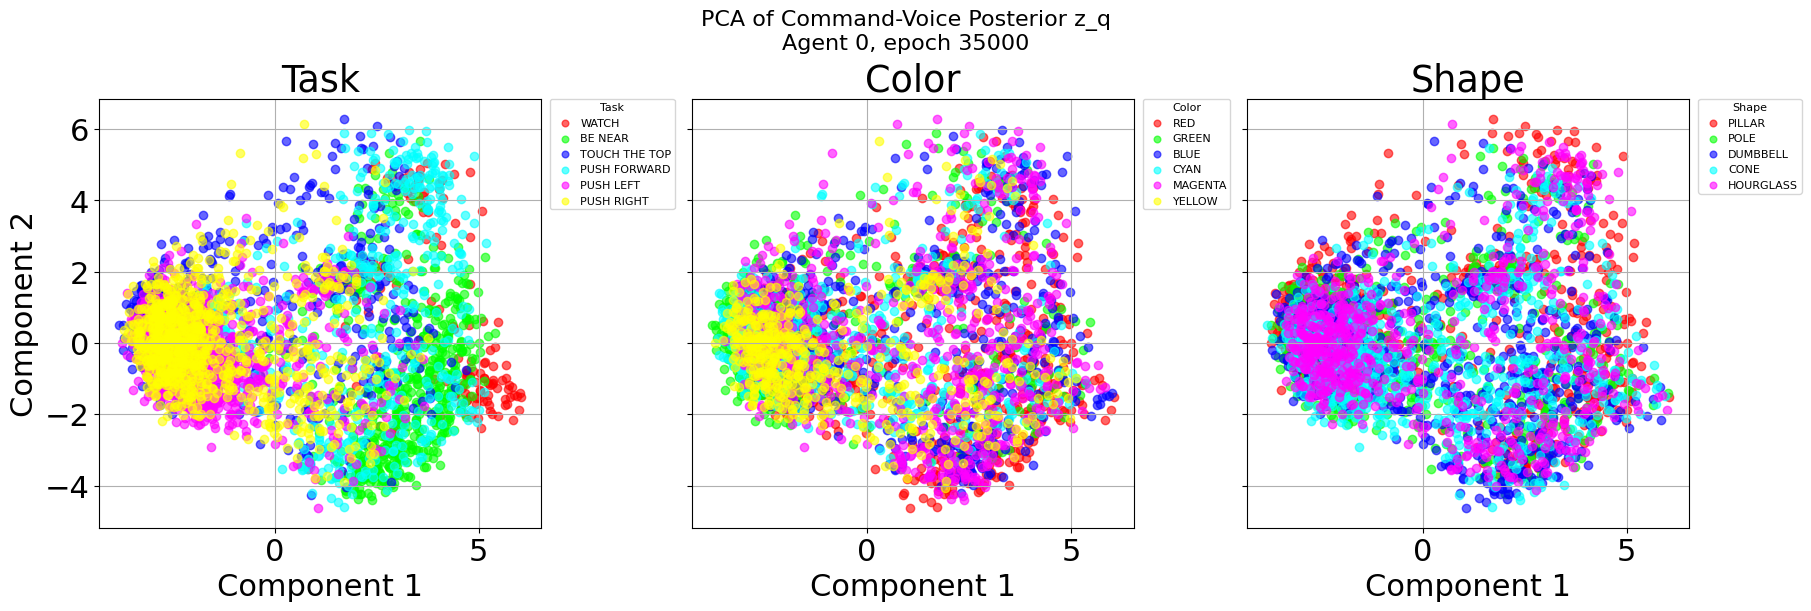 PCA of Command-Voice Posterior z_q
Agent 0, epoch 35000
Task
Component 2
6
4
2
0
−2
−4
0 5
Component 1
Task
WATCH
BE NEAR
TOUCH THE TOP
PUSH FORWARD
PUSH LEFT
PUSH RIGHT
Color
0 5
Component 1
Color
RED
GREEN
BLUE
CYAN
MAGENTA
YELLOW
Shape
0 5
Component 1
Shape
PILLAR
POLE
DUMBBELL
CONE
HOURGLASS